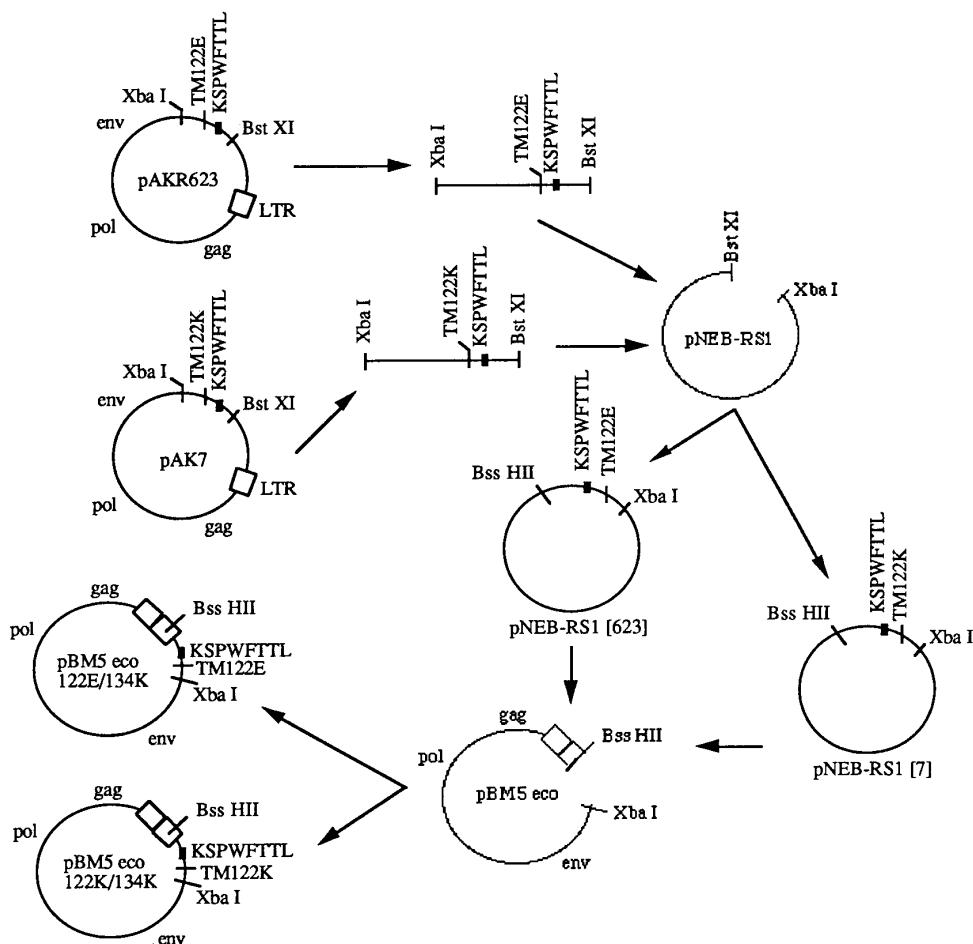 Xba I
TM122E
KSPWFTTL
env
Bst XI
pAKR623
LTR
pol
gag
Xba I
TM122E
KSPWFTTL
Bst XI
Xba I
TM122K
KSPWFTTL
env
Bst XI
pAK7
LTR
pol
gag
Xba I
TM122K
KSPWFTTL
Bst XI
Bst XI
Xba I
pNEB-RS1
Bss HII
KSPWFTTL
TM122E
Xba I
pNEB-RS1 [623]
Bss HII
KSPWFTTL
TM122K
Xba I
pNEB-RS1 [7]
gag
Bss HII
pol
KSPWFTTL
pBM5 eco
122E/134K
TM122E
Xba I
env
gag
Bss HII
pol
pBM5 eco
Xba I
env
gag
Bss HII
pol
KSPWFTTL
pBM5 eco
122K/134K
TM122K
Xba I
env